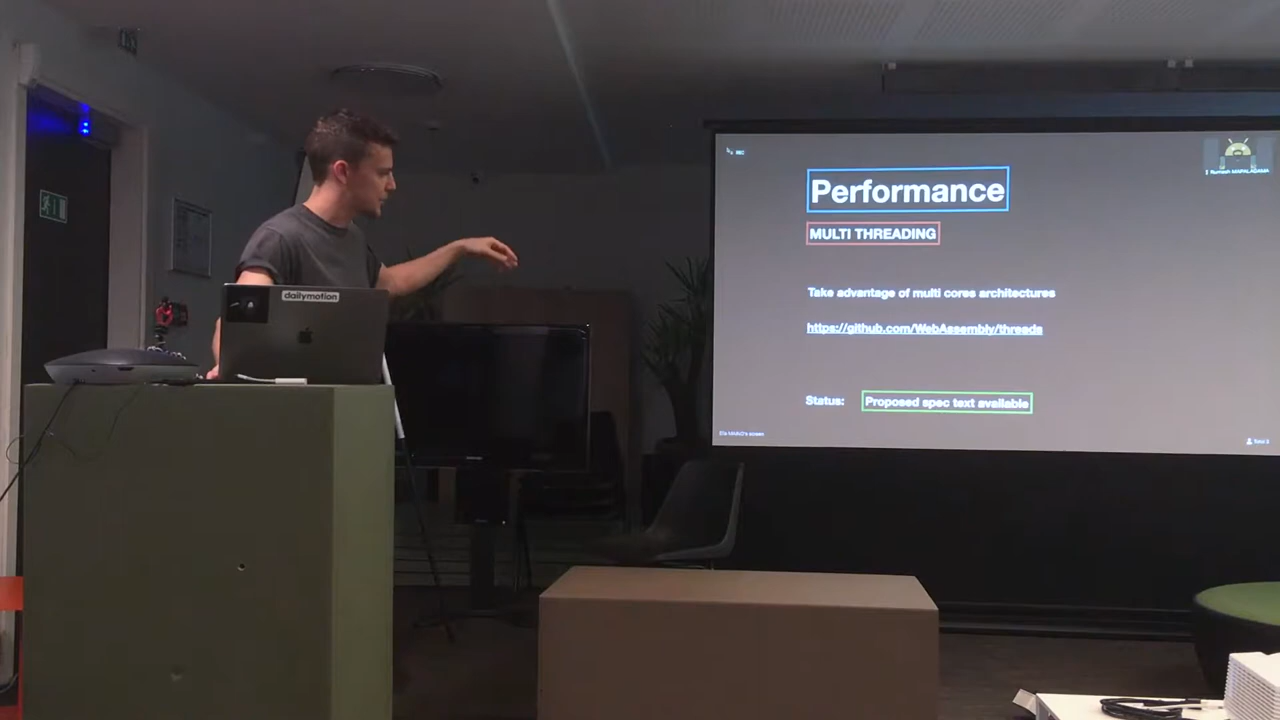 REC
Performance
MULTI THREADING
Take advantage of multi cores architectures
https://github.com/WebAssembly/threads
Status: Proposed spec text available
dailymotion